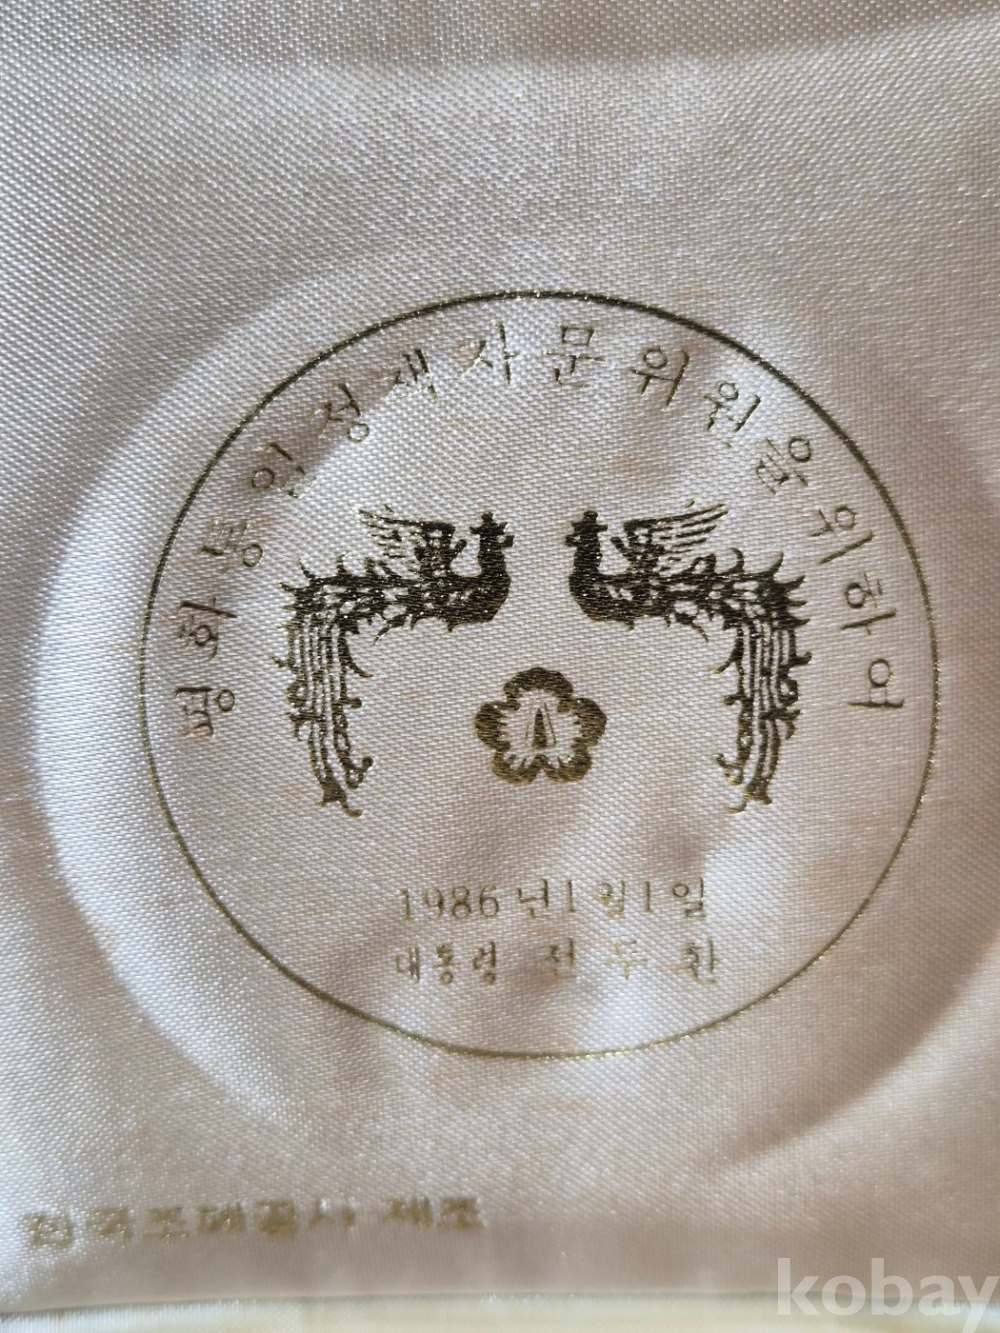 평화통일정책자문위원을위하여
1986년1월1일
대통령 전두환
한국조폐공사 제조
kobay